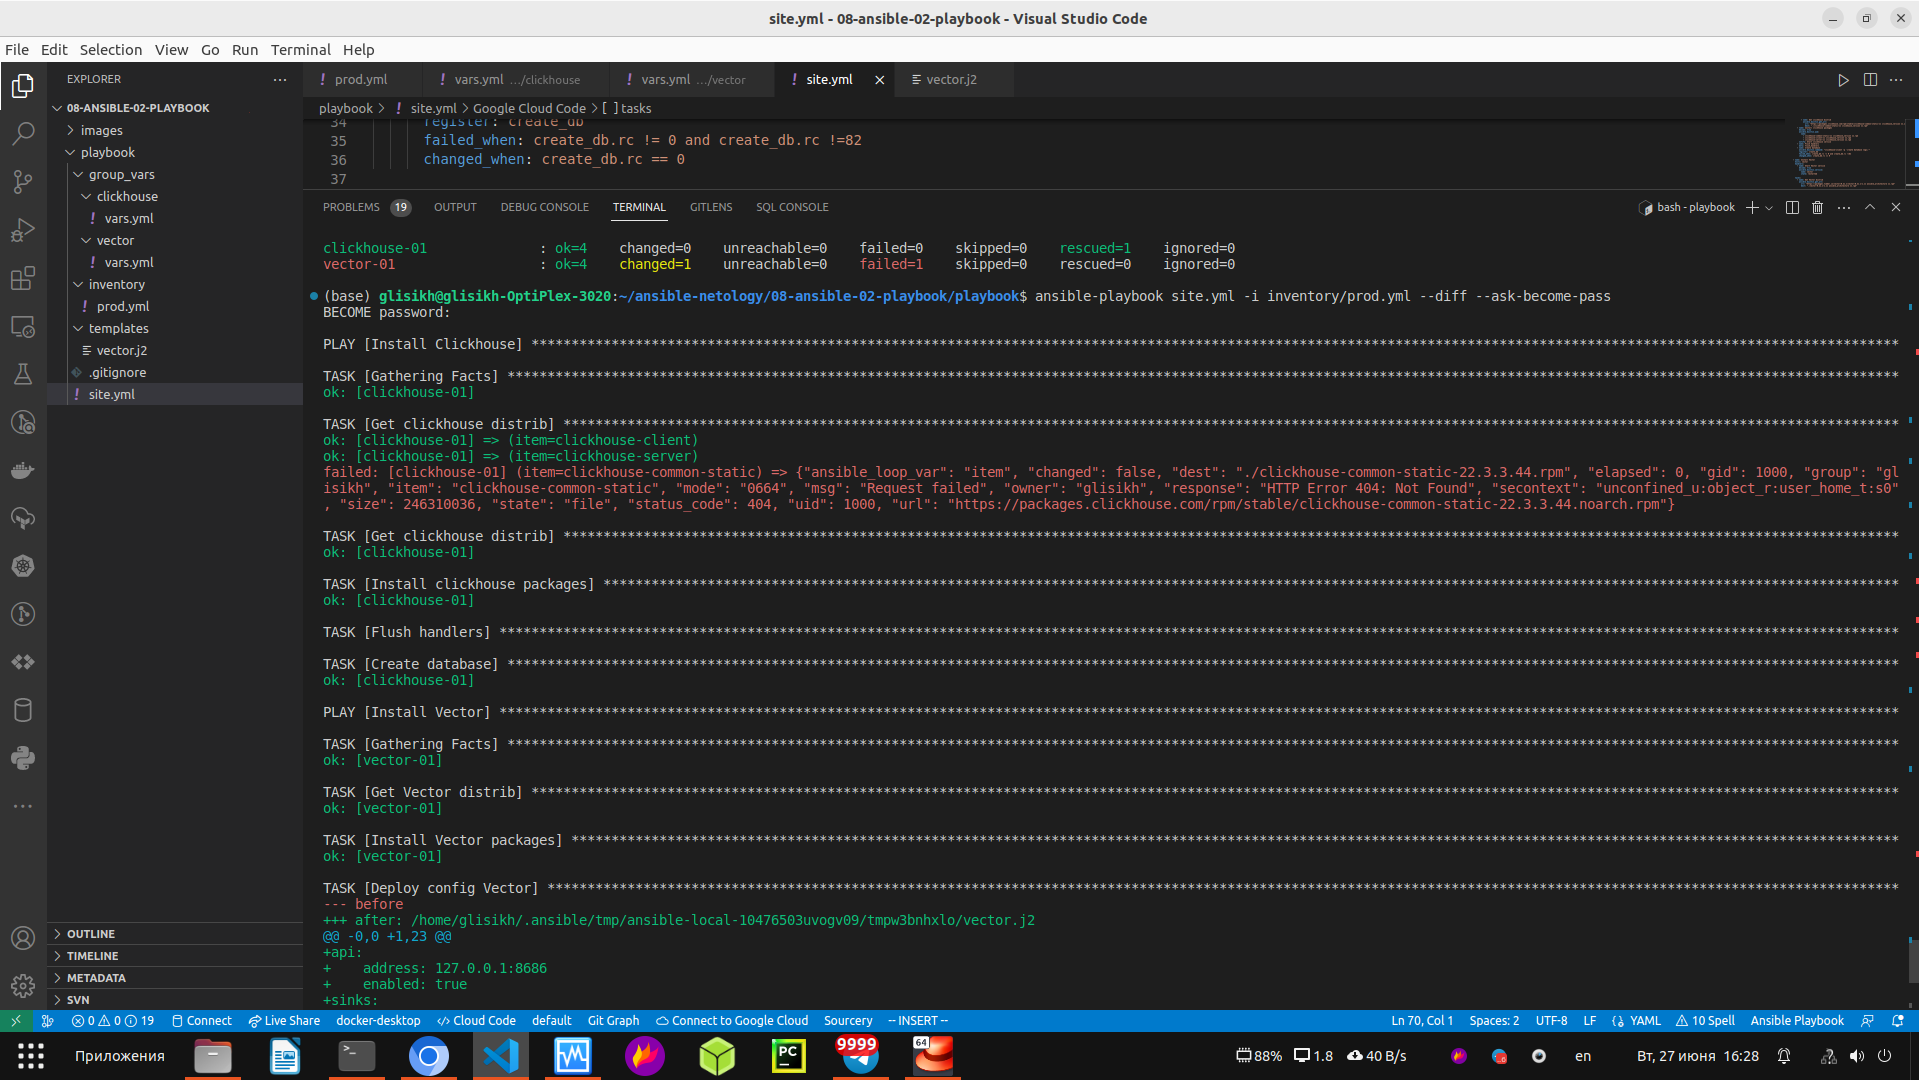 site.yml - 08-ansible-02-playbook - Visual Studio Code
File Edit Selection View Go Run Terminal Help
EXPLORER
08-ANSIBLE-02-PLAYBOOK
images
playbook
group_vars
clickhouse
vars.yml
vector
vars.yml
inventory
prod.yml
templates
vector.j2
.gitignore
site.yml
OUTLINE
TIMELINE
METADATA
SVN
prod.yml
vars.yml .../clickhouse
vars.yml .../vector
site.yml
vector.j2
playbook > site.yml > Google Cloud Code > [ ] tasks
34 register: create_db
35 failed_when: create_db.rc != 0 and create_db.rc !=82
36 changed_when: create_db.rc == 0
37
PROBLEMS 19 OUTPUT DEBUG CONSOLE TERMINAL GITLENS SQL CONSOLE
bash - playbook
clickhouse-01 : ok=4 changed=0 unreachable=0 failed=0 skipped=0 rescued=1 ignored=0
vector-01 : ok=4 changed=1 unreachable=0 failed=1 skipped=0 rescued=0 ignored=0
(base) glisikh@glisikh-OptiPlex-3020:~/ansible-netology/08-ansible-02-playbook/playbook$ ansible-playbook site.yml -i inventory/prod.yml --diff --ask-become-pass
BECOME password:
PLAY [Install Clickhouse] ***
TASK [Gathering Facts] ***
ok: [clickhouse-01]
TASK [Get clickhouse distrib] ***
ok: [clickhouse-01] => (item=clickhouse-client)
ok: [clickhouse-01] => (item=clickhouse-server)
failed: [clickhouse-01] (item=clickhouse-common-static) => {"ansible_loop_var": "item", "changed": false, "dest": "./clickhouse-common-static-22.3.3.44.rpm", "elapsed": 0, "gid": 1000, "group": "gl
isikh", "item": "clickhouse-common-static", "mode": "0664", "msg": "Request failed", "owner": "glisikh", "response": "HTTP Error 404: Not Found", "secontext": "unconfined_u:object_r:user_home_t:s0"
, "size": 246310036, "state": "file", "status_code": 404, "uid": 1000, "url": "https://packages.clickhouse.com/rpm/stable/clickhouse-common-static-22.3.3.44.noarch.rpm"}
TASK [Get clickhouse distrib] ***
ok: [clickhouse-01]
TASK [Install clickhouse packages] ***
ok: [clickhouse-01]
TASK [Flush handlers] ***
TASK [Create database] ***
ok: [clickhouse-01]
PLAY [Install Vector] ***
TASK [Gathering Facts] ***
ok: [vector-01]
TASK [Get Vector distrib] ***
ok: [vector-01]
TASK [Install Vector packages] ***
ok: [vector-01]
TASK [Deploy config Vector] ***
--- before
+++ after: /home/glisikh/.ansible/tmp/ansible-local-10476503uvogv09/tmpw3bnhxlo/vector.j2
@@ -0,0 +1,23 @@
+api:
+    address: 127.0.0.1:8686
+    enabled: true
+sinks:
0 0 19 Connect Live Share docker-desktop Cloud Code default Git Graph Connect to Google Cloud Sourcery -- INSERT --
Ln 70, Col 1 Spaces: 2 UTF-8 LF YAML 10 Spell Ansible Playbook
Приложения
PC
9999
64
88% 1.8 40 B/s en Вт, 27 июня 16:28